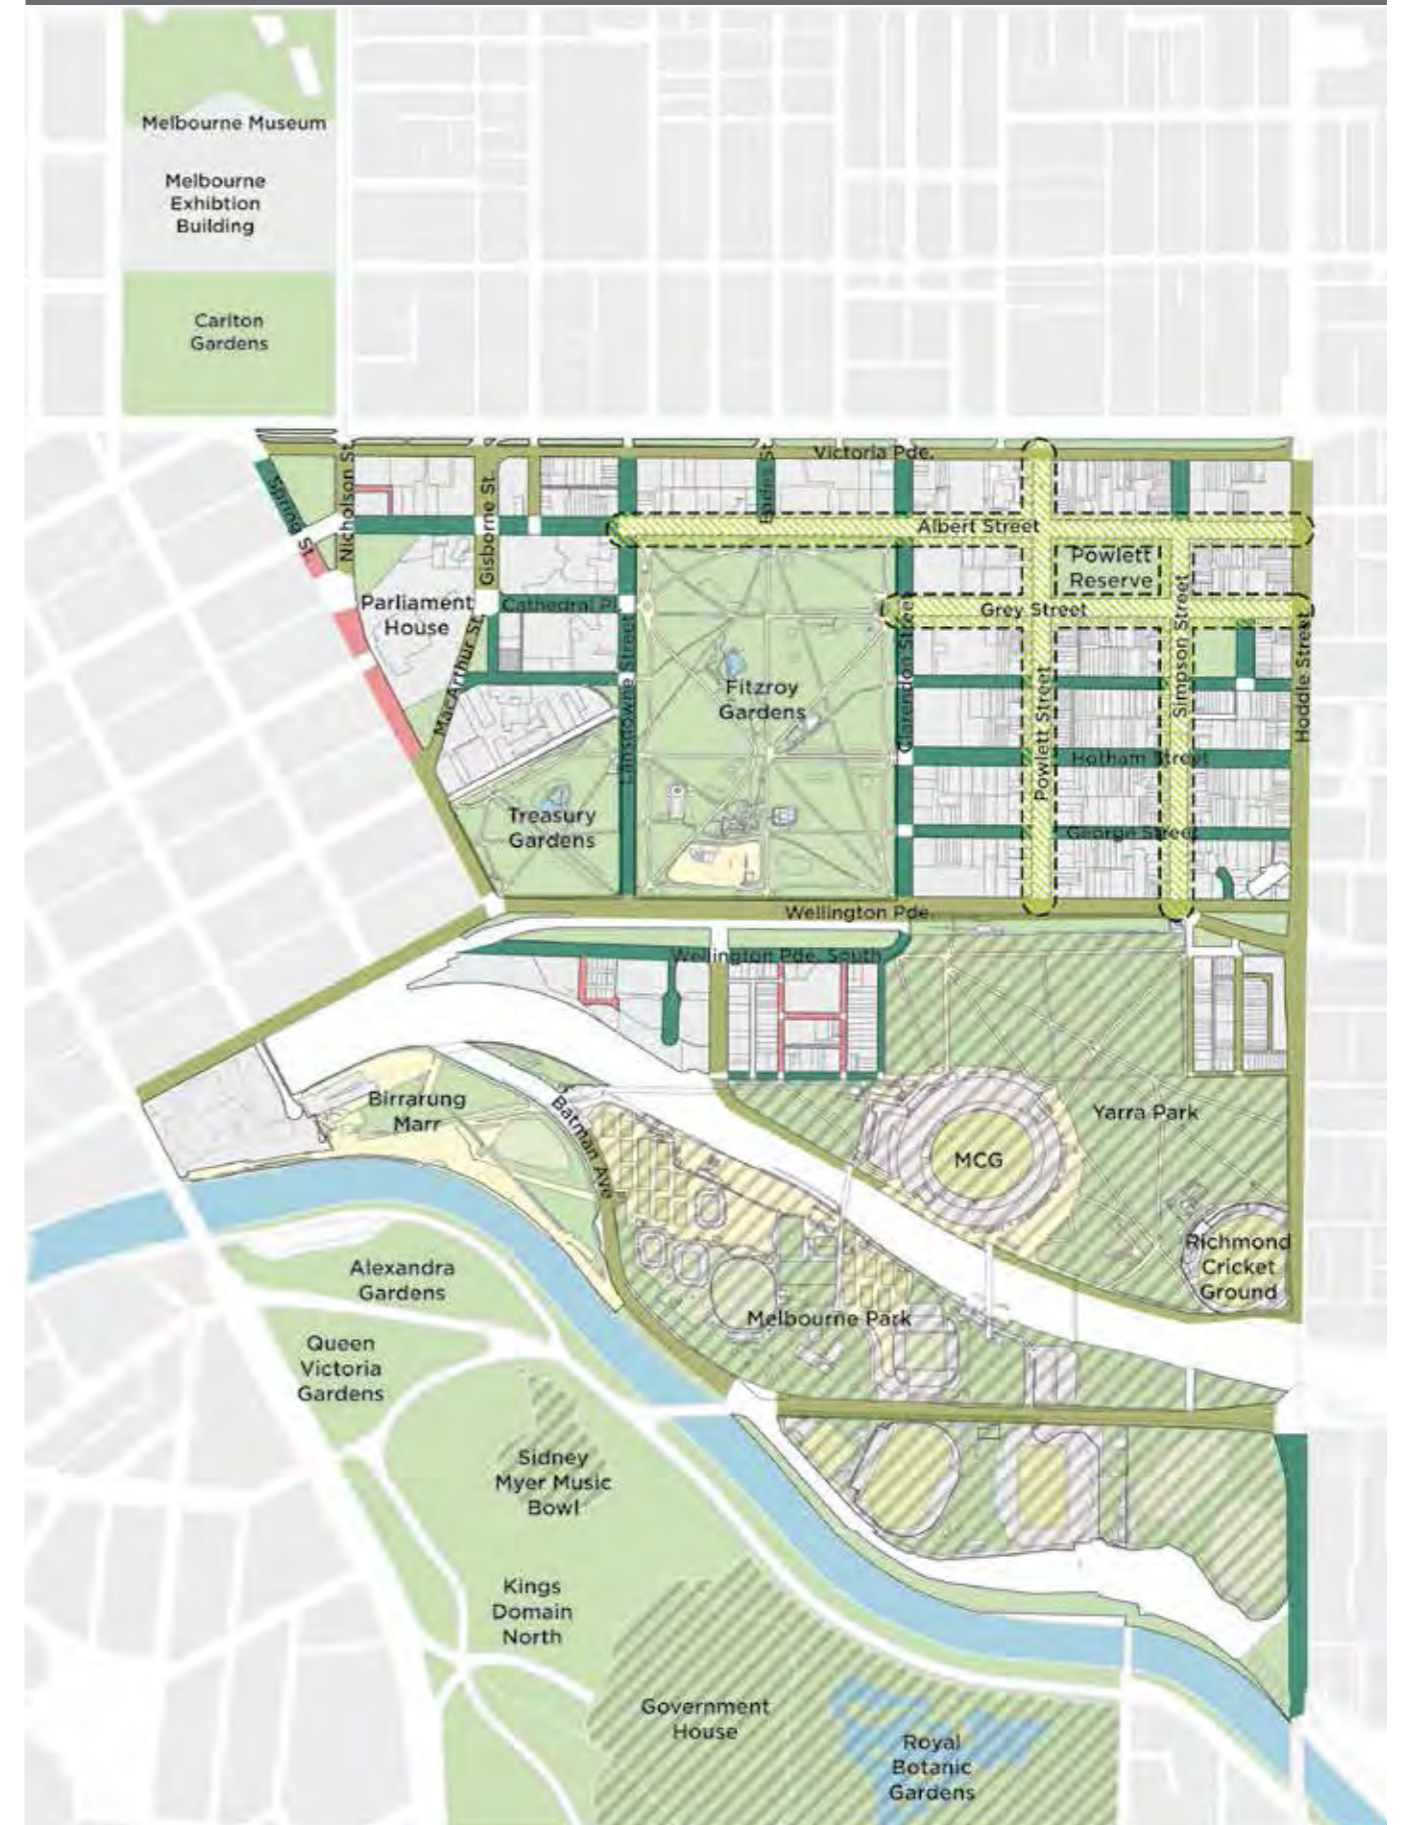 Melbourne Museum
Melbourne
Exhibtion
Building
Carlton
Gardens
Victoria Pde.
Spring St
Nicholson St
Gisborne St.
Eades St
Albert Street
Powlett
Reserve
Parliament
House
Cathedral Pl.
Grey Street
MacArthur St.
Lansdowne Street
Fitzroy
Gardens
Clarendon Street
Powlett Street
Simpson Street
Hoddle Street
Hotham Street
Treasury
Gardens
George Street
Wellington Pde.
Wellington Pde. South
Birrarung
Marr
Batman Ave
Yarra Park
MCG
Richmond
Cricket
Ground
Alexandra
Gardens
Melbourne Park
Queen
Victoria
Gardens
Sidney
Myer Music
Bowl
Kings
Domain
North
Government
House
Royal
Botanic
Gardens